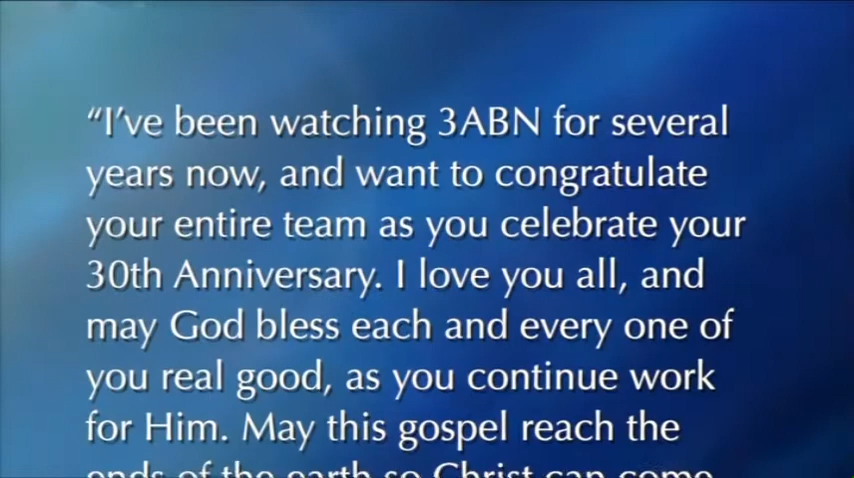 “I’ve been watching 3ABN for several
years now, and want to congratulate
your entire team as you celebrate your
30th Anniversary. I love you all, and
may God bless each and every one of
you real good, as you continue work
for Him. May this gospel reach the
ends of the earth so Christ can come